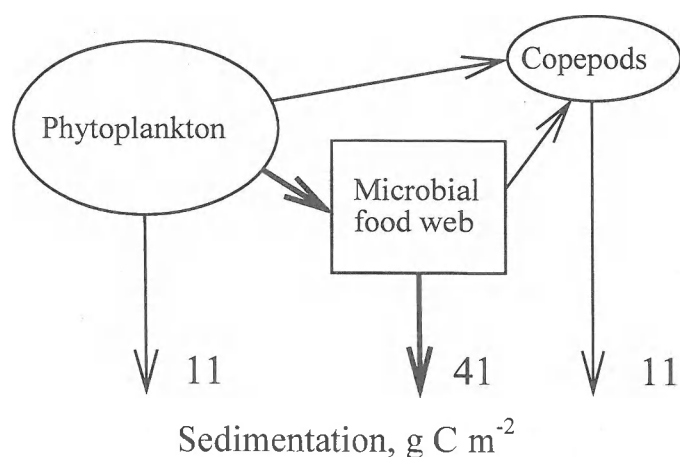 Copepods
Phytoplankton
Microbial
food web
11
41
11
Sedimentation, g C m⁻²